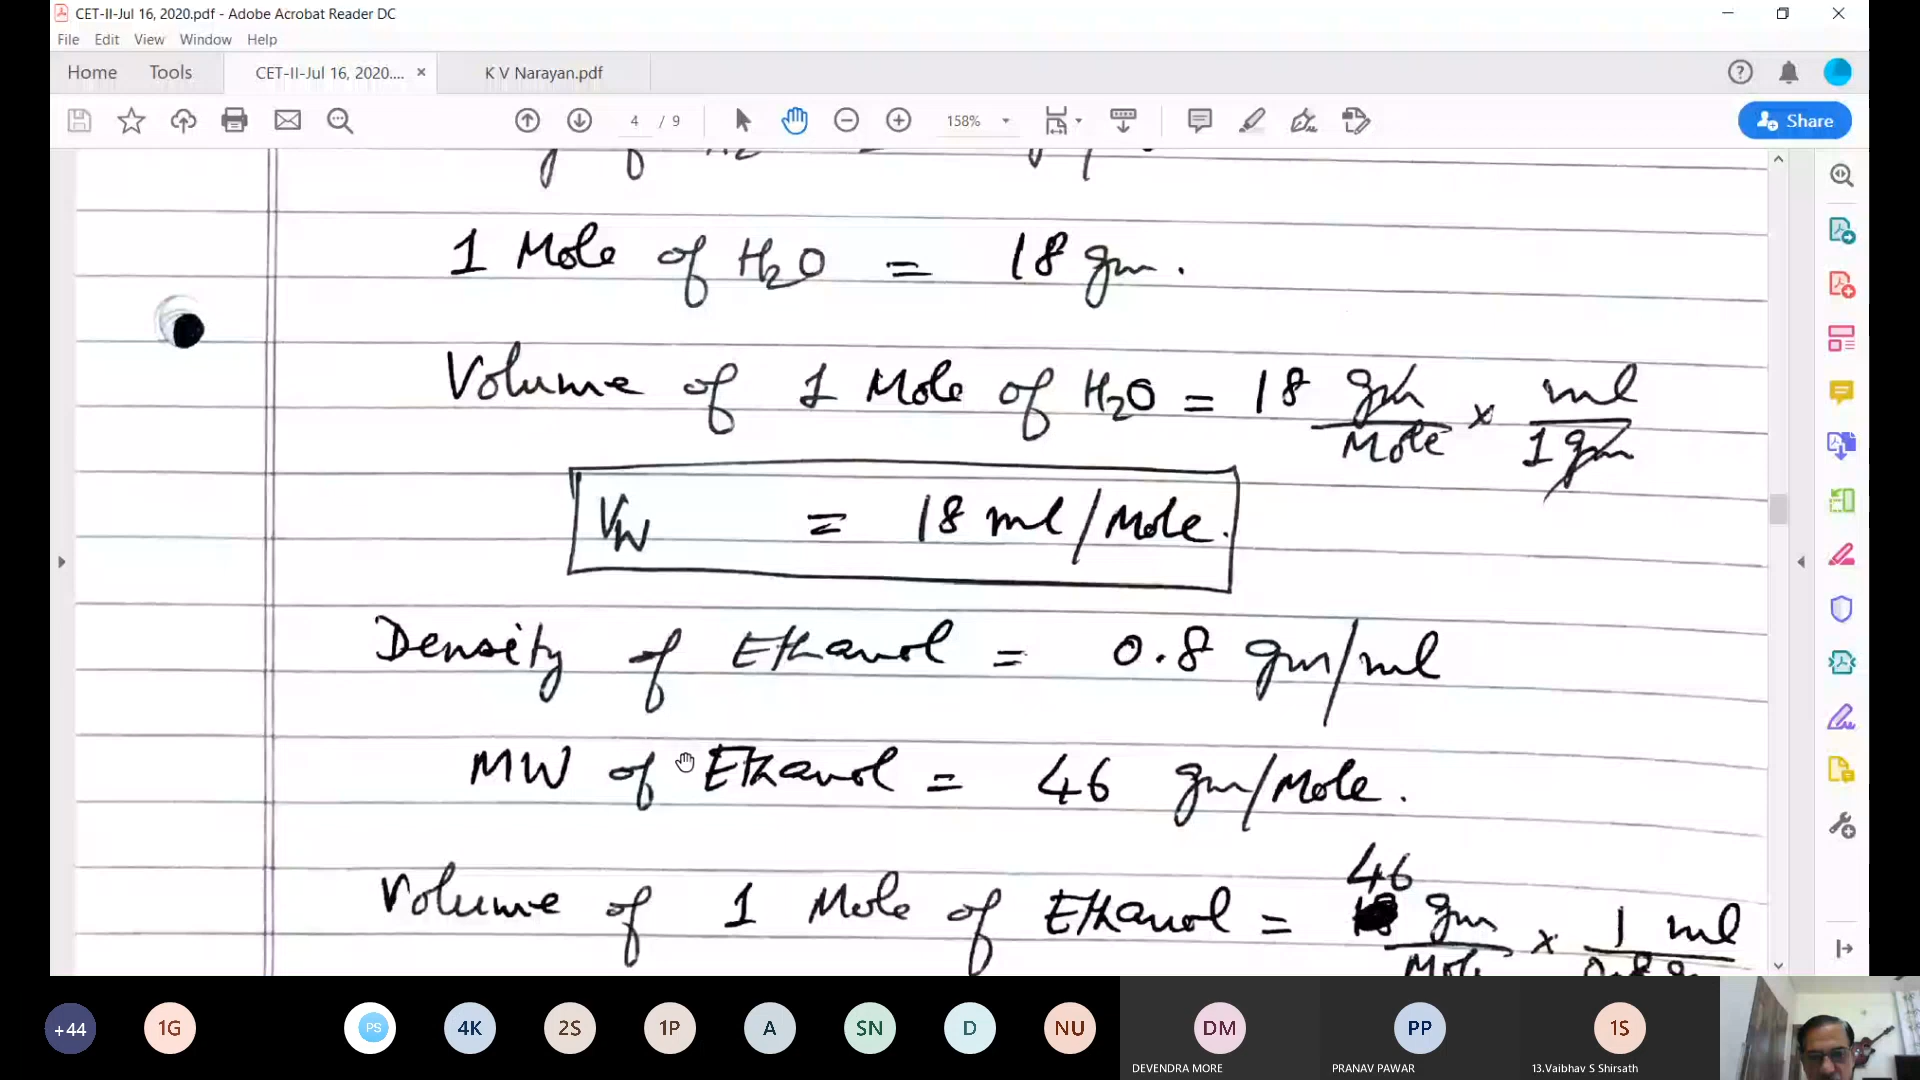 CET-II-Jul 16, 2020.pdf - Adobe Acrobat Reader DC
File Edit View Window Help
Home Tools CET-II-Jul 16, 2020.... × K V Narayan.pdf
4 / 9 158% Share
1 Mole of H2O = 18 gm.
Volume of 1 Mole of H2O = 18 gm/Mole × ml/1 gm
VW = 18 ml/Mole.
Density of Ethanol = 0.8 gm/ml
MW of Ethanol = 46 gm/Mole.
Volume of 1 Mole of Ethanol = 46 gm/Mole × 1 ml/0.8 g
+44 1G PS 4K 2S 1P A SN D NU DM PP 1S
DEVENDRA MORE PRANAV PAWAR 13.Vaibhav S Shirsath